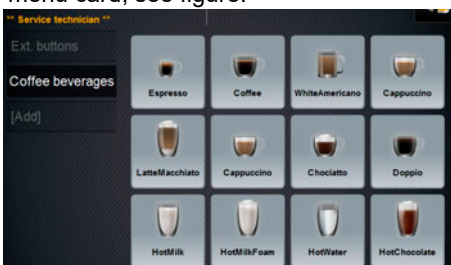 menu card, see figure.
** Service technician **
Ext. buttons
Coffee beverages
[Add]
Espresso
Coffee
WhiteAmericano
Cappuccino
LatteMacchiato
Cappuccino
Chociatto
Doppio
HotMilk
HotMilkFoam
HotWater
HotChocolate